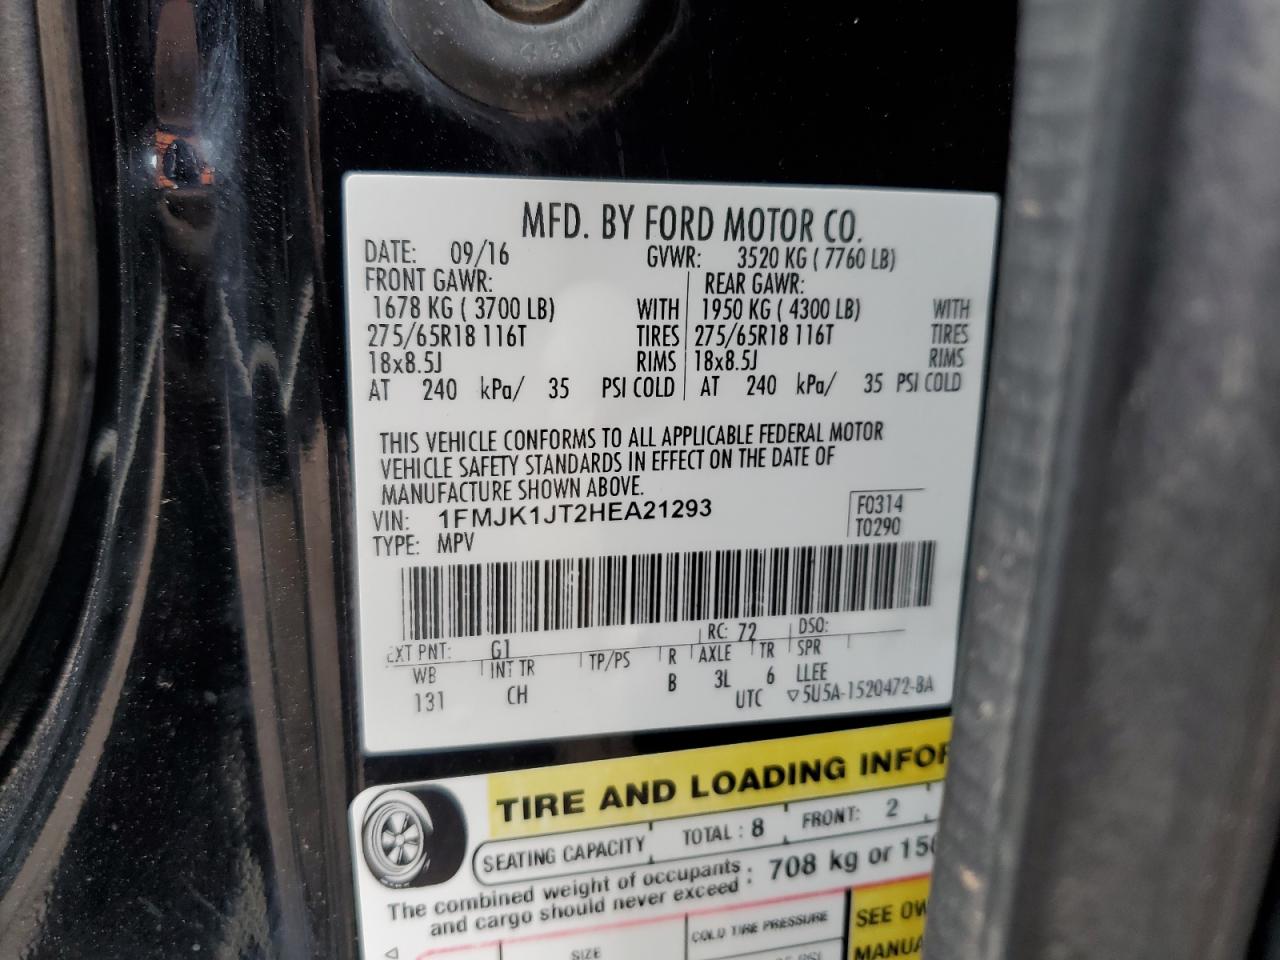 MFD. BY FORD MOTOR CO.
DATE: 09/16 GVWR: 3520 KG ( 7760 LB)
FRONT GAWR: REAR GAWR:
1678 KG ( 3700 LB) WITH 1950 KG ( 4300 LB) WITH
275/65R18 116T TIRES 275/65R18 116T TIRES
18x8.5J RIMS 18x8.5J RIMS
AT 240 kPa/ 35 PSI COLD AT 240 kPa/ 35 PSI COLD
THIS VEHICLE CONFORMS TO ALL APPLICABLE FEDERAL MOTOR
VEHICLE SAFETY STANDARDS IN EFFECT ON THE DATE OF
MANUFACTURE SHOWN ABOVE.
VIN: 1FMJK1JT2HEA21293 F0314
TYPE: MPV T0290
EXT PNT: G1 RC: 72 DSO:
WB INT TR TP/PS R AXLE TR SPR
131 CH B 3L 6 LLEE
UTC ▽5U5A-1520472-BA
TIRE AND LOADING INFOR
SEATING CAPACITY TOTAL : 8 FRONT: 2
The combined weight of occupants
and cargo should never exceed : 708 kg or 156
SIZE COLD TIRE PRESSURE SEE OW
MANUA